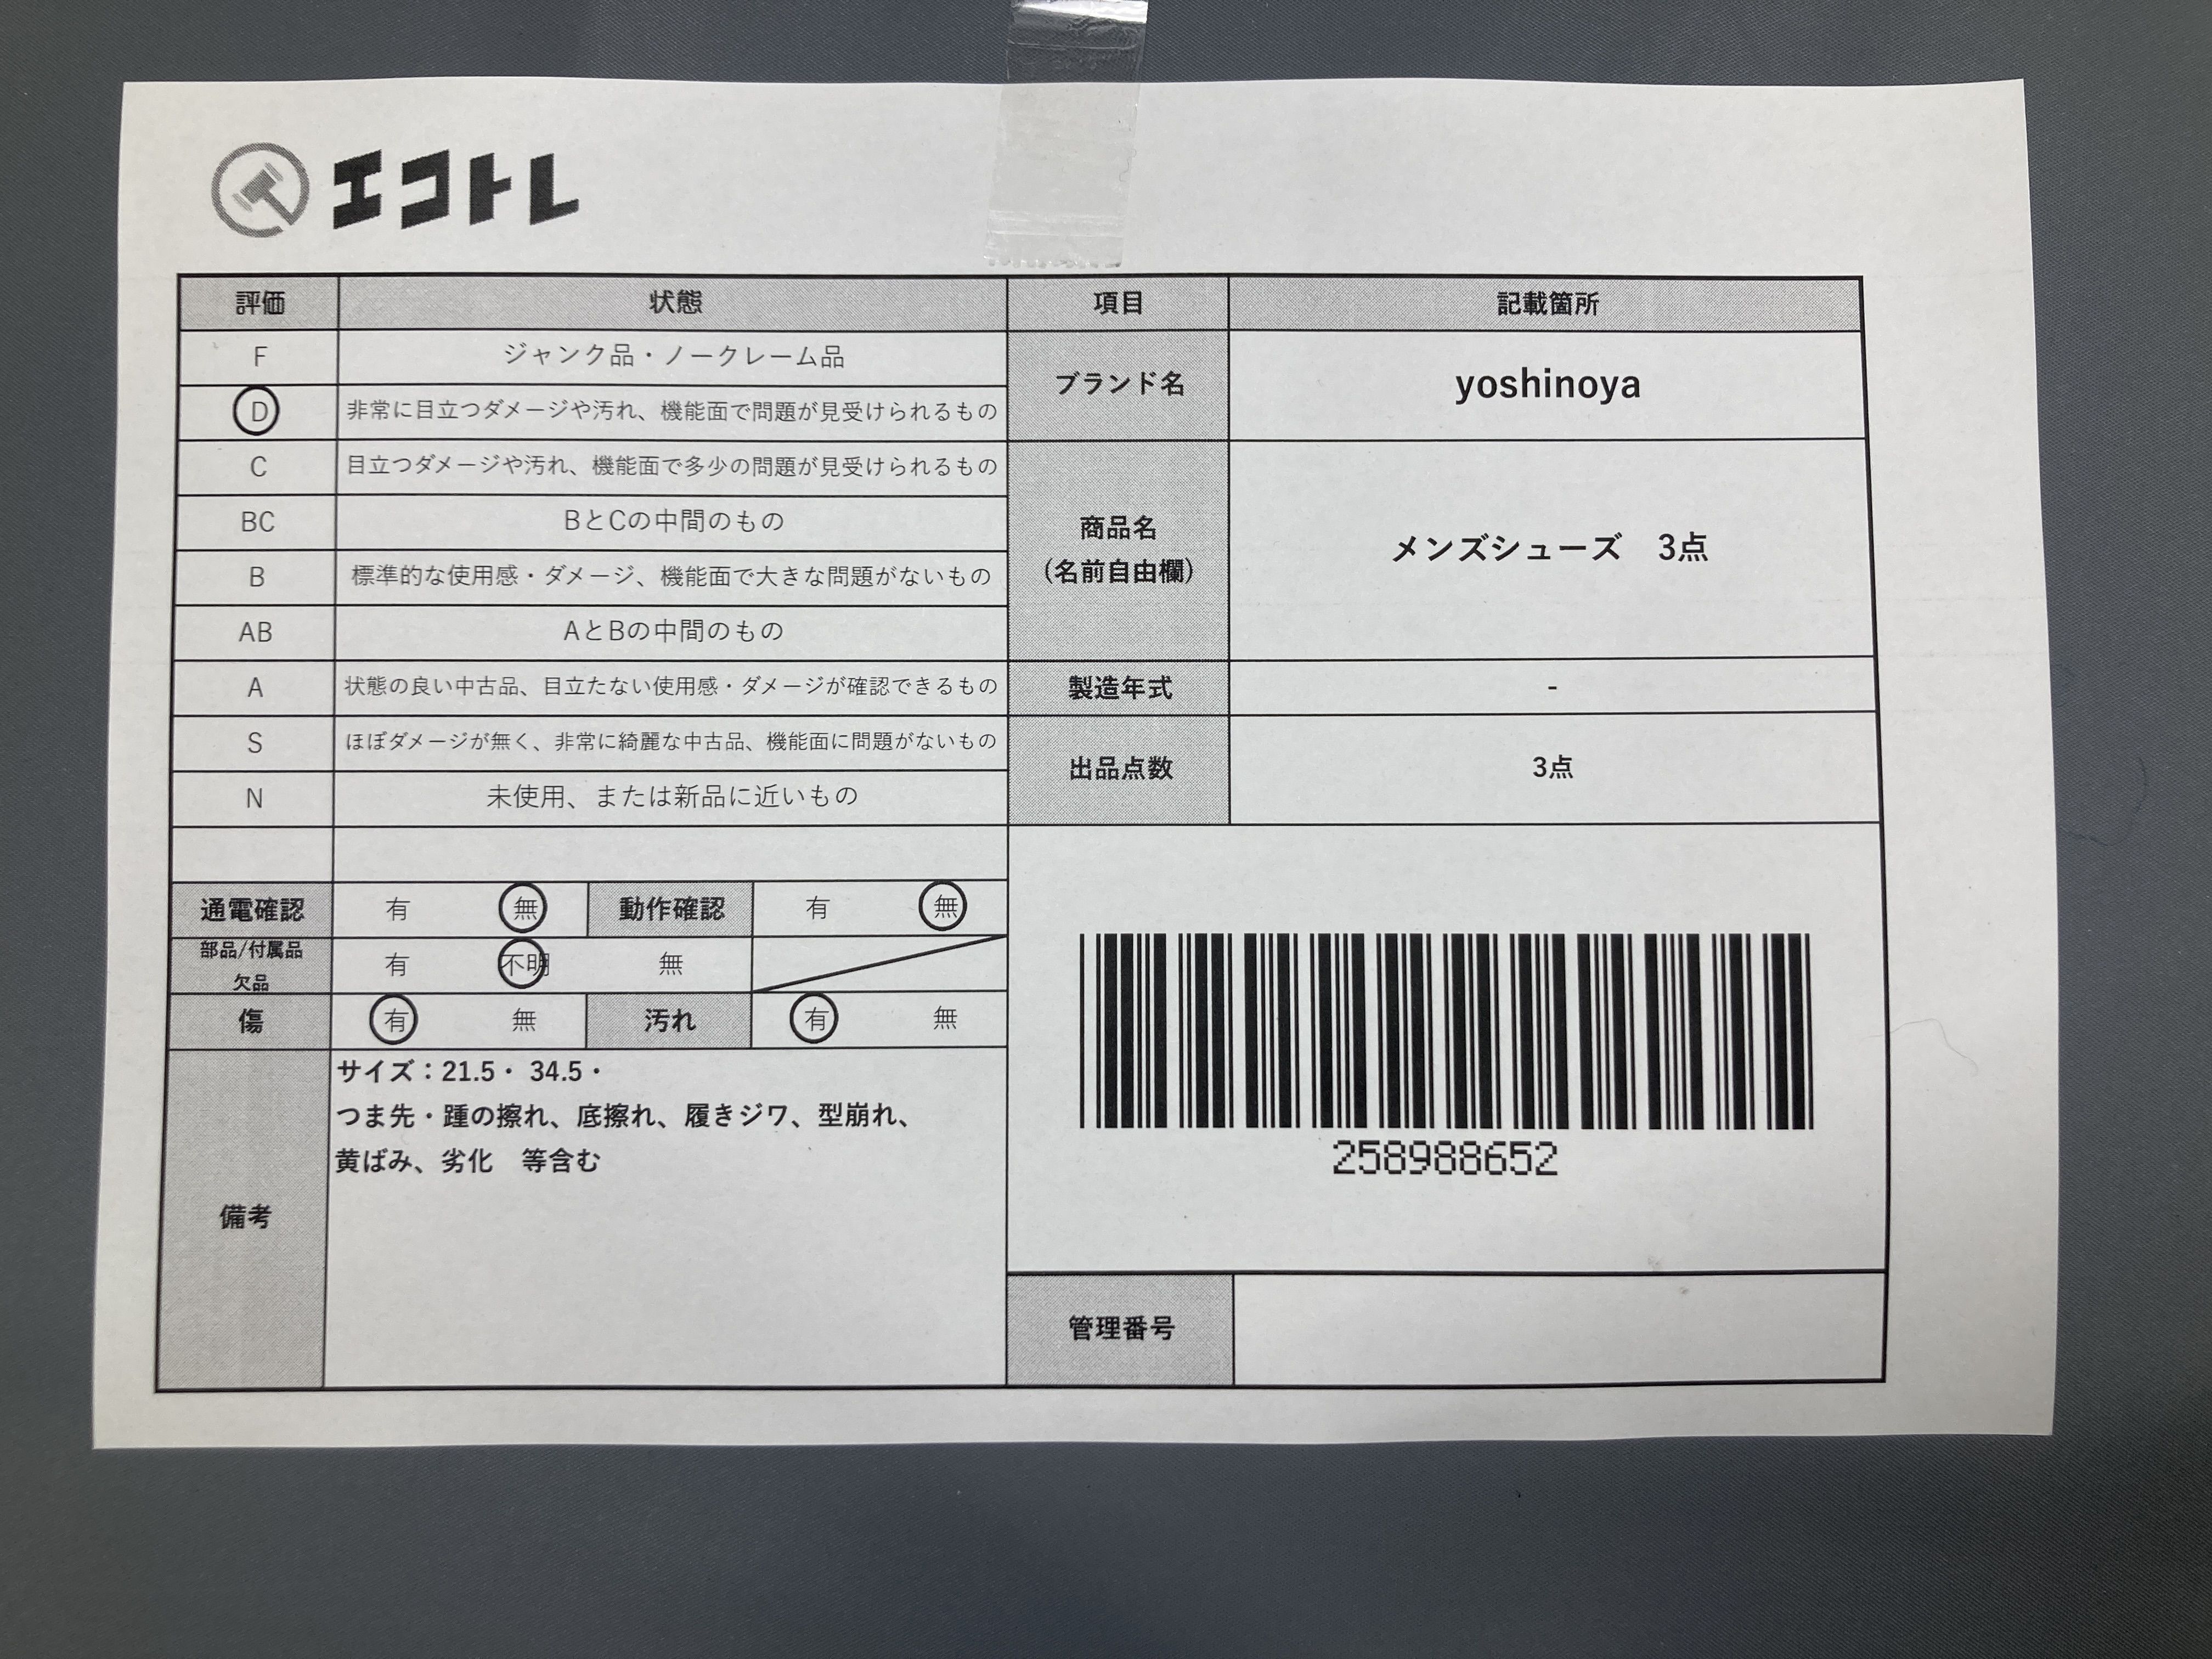 エコトレ
評価 状態 項目 記載箇所
F ジャンク品・ノークレーム品
D 非常に目立つダメージや汚れ、機能面で問題が見受けられるもの
ブランド名 yoshinoya
C 目立つダメージや汚れ、機能面で多少の問題が見受けられるもの
BC BとCの中間のもの
商品名
(名前自由欄)
メンズシューズ 3点
B 標準的な使用感・ダメージ、機能面で大きな問題がないもの
AB AとBの中間のもの
A 状態の良い中古品、目立たない使用感・ダメージが確認できるもの
製造年式 -
S ほぼダメージが無く、非常に綺麗な中古品、機能面に問題がないもの
出品点数 3点
N 未使用、または新品に近いもの
通電確認 有 無 動作確認 有 無
部品/付属品
欠品
有 不明 無
傷 有 無 汚れ 有 無
備考
サイズ：21.5・ 34.5・
つま先・踵の擦れ、底擦れ、履きジワ、型崩れ、
黄ばみ、劣化 等含む
258988652
管理番号